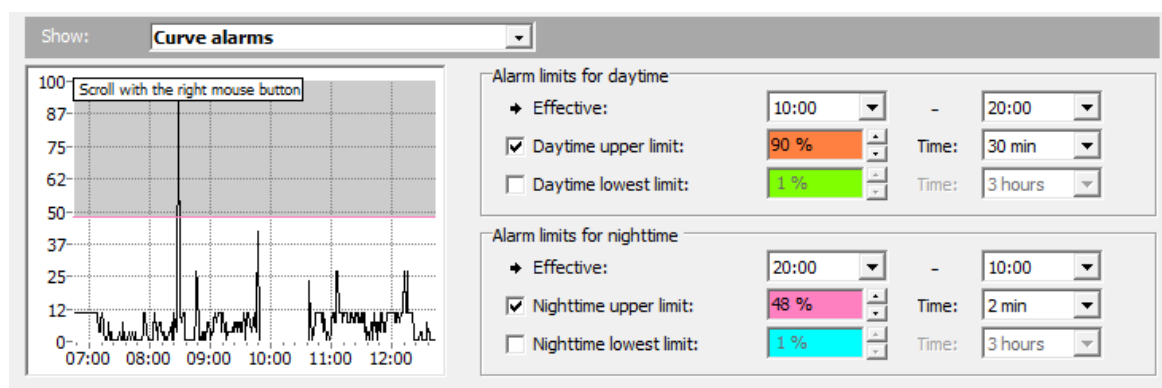 Show: Curve alarms
Scroll with the right mouse button
100
87
75
62
50
37
25
12
0
07:00 08:00 09:00 10:00 11:00 12:00
Alarm limits for daytime
Effective: 10:00 - 20:00
Daytime upper limit: 90 % Time: 30 min
Daytime lowest limit: 1 % Time: 3 hours
Alarm limits for nighttime
Effective: 20:00 - 10:00
Nighttime upper limit: 48 % Time: 2 min
Nighttime lowest limit: 1 % Time: 3 hours